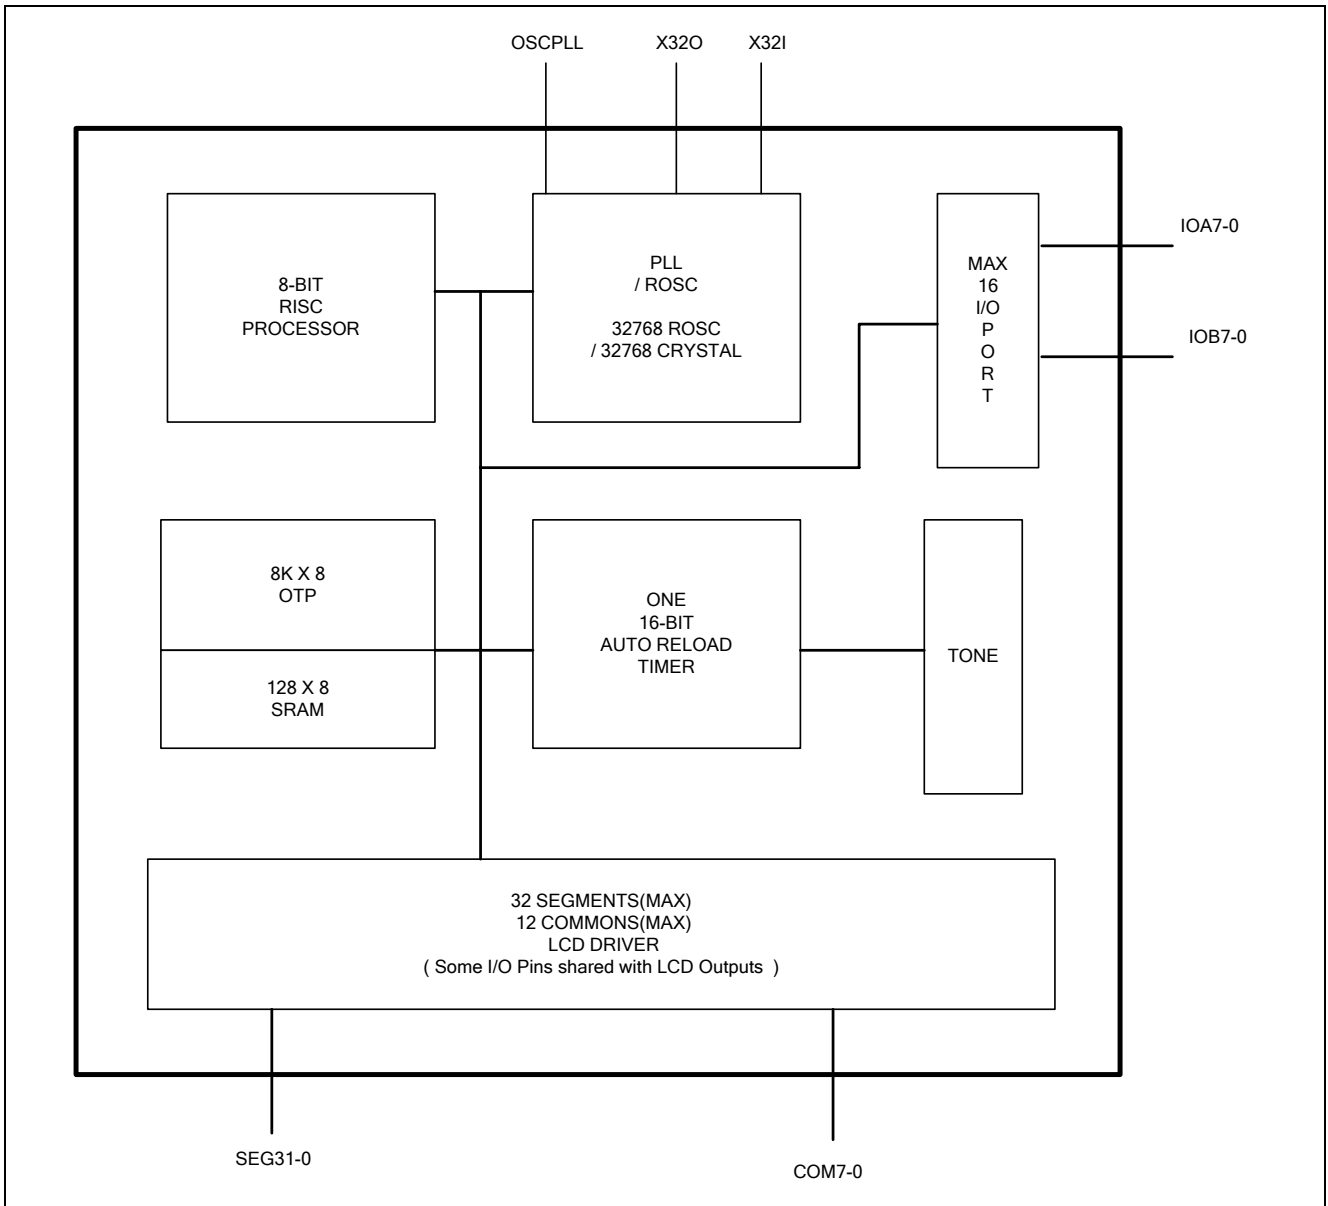 OSCPLL
X32O
X32I
8-BIT
RISC
PROCESSOR
PLL
/ ROSC
32768 ROSC
/ 32768 CRYSTAL
MAX
16
I/O
P
O
R
T
IOA7-0
IOB7-0
8K X 8
OTP
128 X 8
SRAM
ONE
16-BIT
AUTO RELOAD
TIMER
TONE
32 SEGMENTS(MAX)
12 COMMONS(MAX)
LCD DRIVER
( Some I/O Pins shared with LCD Outputs )
SEG31-0
COM7-0